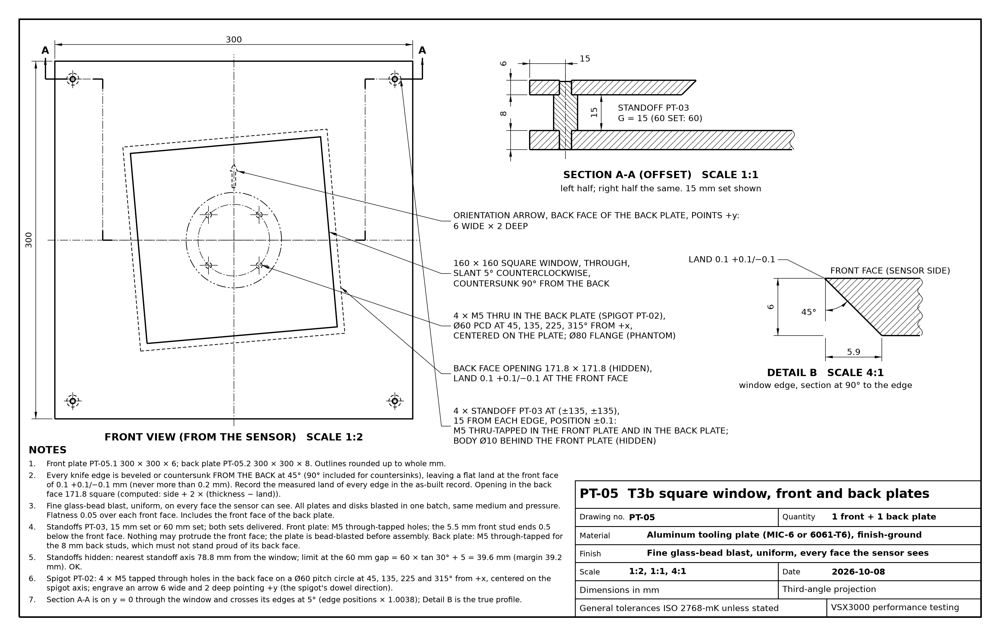 300
A
A
300
FRONT VIEW (FROM THE SENSOR)   SCALE 1:2
15
6
8
15
STANDOFF PT-03
G = 15 (60 SET: 60)
SECTION A-A (OFFSET)   SCALE 1:1
left half; right half the same. 15 mm set shown
ORIENTATION ARROW, BACK FACE OF THE BACK PLATE, POINTS +y:
6 WIDE × 2 DEEP
160 × 160 SQUARE WINDOW, THROUGH,
SLANT 5° COUNTERCLOCKWISE,
COUNTERSUNK 90° FROM THE BACK
4 × M5 THRU IN THE BACK PLATE (SPIGOT PT-02),
Ø60 PCD AT 45, 135, 225, 315° FROM +x,
CENTERED ON THE PLATE; Ø80 FLANGE (PHANTOM)
BACK FACE OPENING 171.8 × 171.8 (HIDDEN),
LAND 0.1 +0.1/−0.1 AT THE FRONT FACE
4 × STANDOFF PT-03 AT (±135, ±135),
15 FROM EACH EDGE, POSITION ±0.1:
M5 THRU-TAPPED IN THE FRONT PLATE AND IN THE BACK PLATE;
BODY Ø10 BEHIND THE FRONT PLATE (HIDDEN)
LAND 0.1 +0.1/−0.1
FRONT FACE (SENSOR SIDE)
6
45°
5.9
DETAIL B   SCALE 4:1
window edge, section at 90° to the edge
NOTES
1. Front plate PT-05.1 300 × 300 × 6; back plate PT-05.2 300 × 300 × 8. Outlines rounded up to whole mm.
2. Every knife edge is beveled or countersunk FROM THE BACK at 45° (90° included for countersinks), leaving a flat land at the front face
of 0.1 +0.1/−0.1 mm (never more than 0.2 mm). Record the measured land of every edge in the as-built record. Opening in the back
face 171.8 square (computed: side + 2 × (thickness − land)).
3. Fine glass-bead blast, uniform, on every face the sensor can see. All plates and disks blasted in one batch, same medium and pressure.
Flatness 0.05 over each front face. Includes the front face of the back plate.
4. Standoffs PT-03, 15 mm set or 60 mm set; both sets delivered. Front plate: M5 through-tapped holes; the 5.5 mm front stud ends 0.5
below the front face. Nothing may protrude the front face; the plate is bead-blasted before assembly. Back plate: M5 through-tapped for
the 8 mm back studs, which must not stand proud of its back face.
5. Standoffs hidden: nearest standoff axis 78.8 mm from the window; limit at the 60 mm gap = 60 × tan 30° + 5 = 39.6 mm (margin 39.2
mm). OK.
6. Spigot PT-02: 4 × M5 tapped through holes in the back face on a Ø60 pitch circle at 45, 135, 225 and 315° from +x, centered on the
spigot axis; engrave an arrow 6 wide and 2 deep pointing +y (the spigot's dowel direction).
7. Section A-A is on y = 0 through the window and crosses its edges at 5° (edge positions × 1.0038); Detail B is the true profile.
PT-05  T3b square window, front and back plates
Drawing no. PT-05
Quantity 1 front + 1 back plate
Material Aluminum tooling plate (MIC-6 or 6061-T6), finish-ground
Finish Fine glass-bead blast, uniform, every face the sensor sees
Scale 1:2, 1:1, 4:1
Date 2026-10-08
Dimensions in mm
Third-angle projection
General tolerances ISO 2768-mK unless stated
VSX3000 performance testing